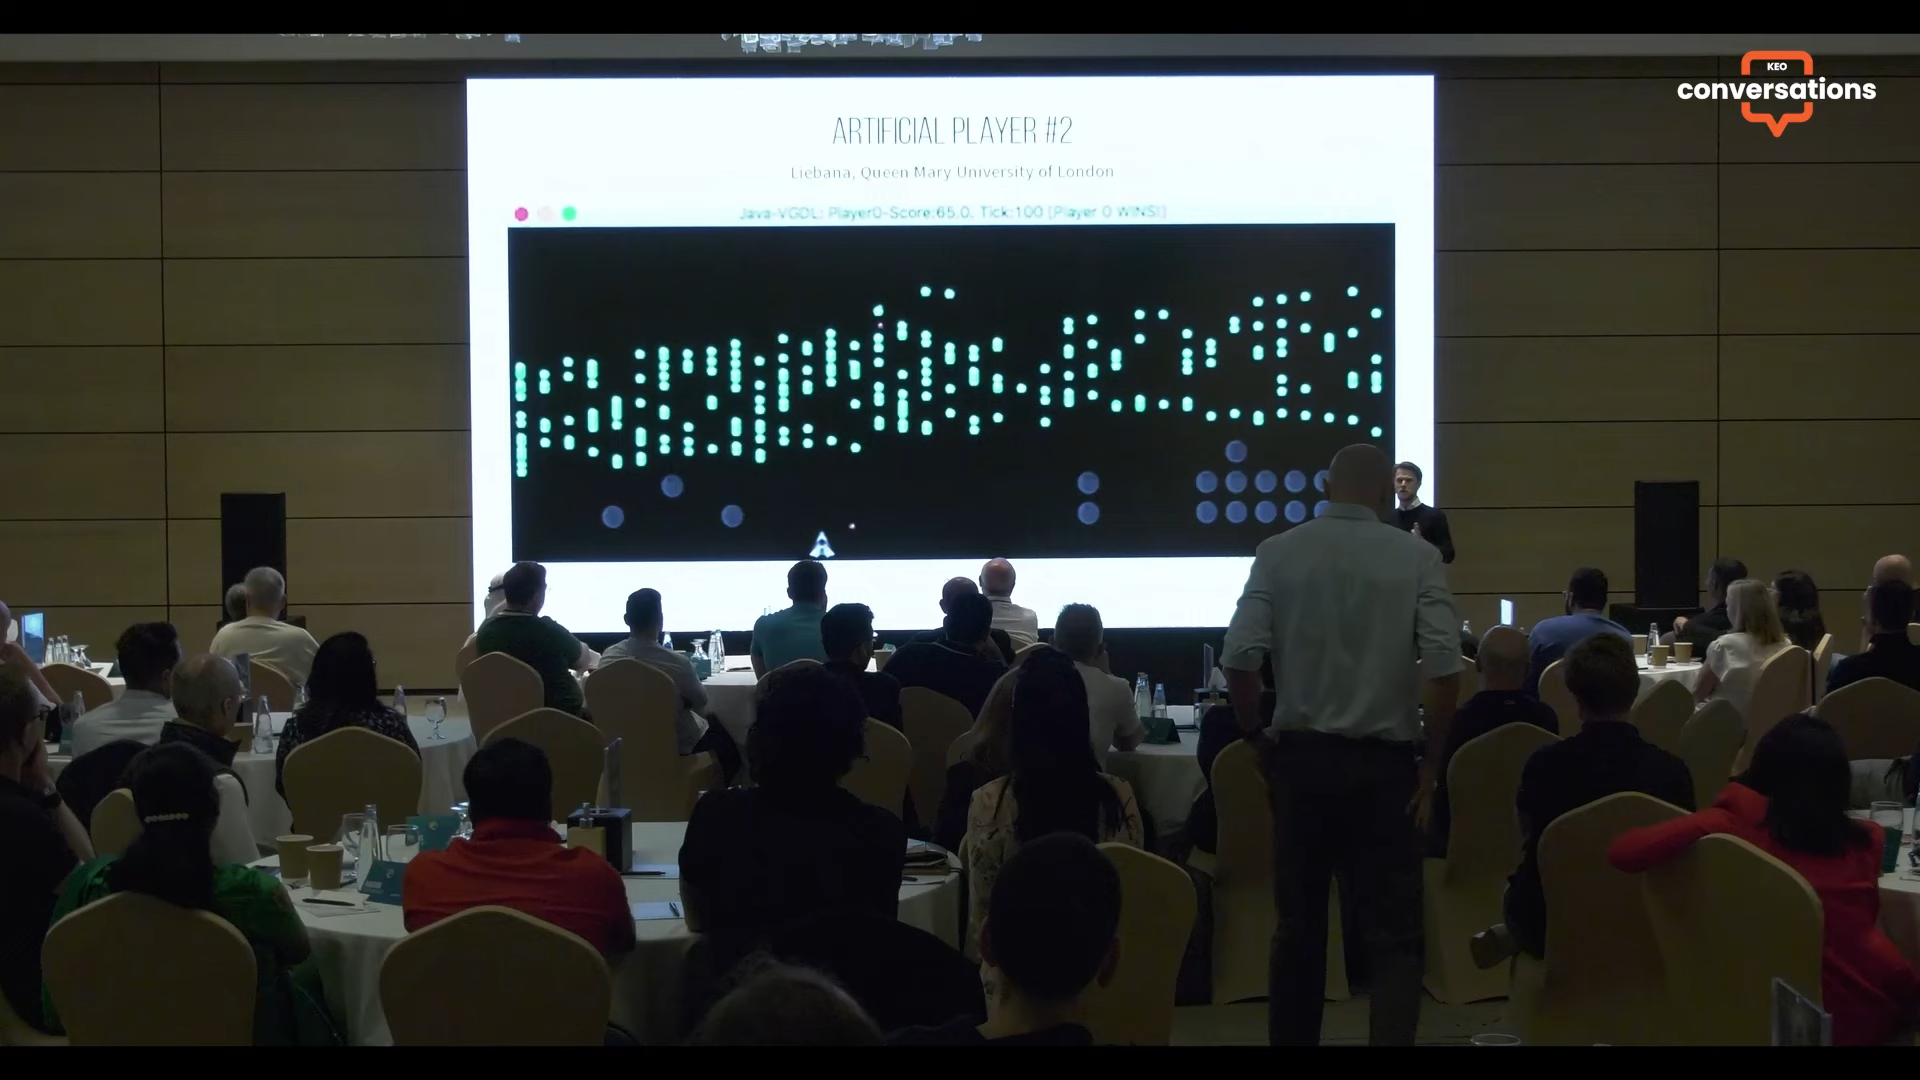 KEO
conversations
ARTIFICIAL PLAYER #2
Liebana, Queen Mary University of London
Java-VGDL: Player0-Score:65.0. Tick:100 [Player 0 WINS!]